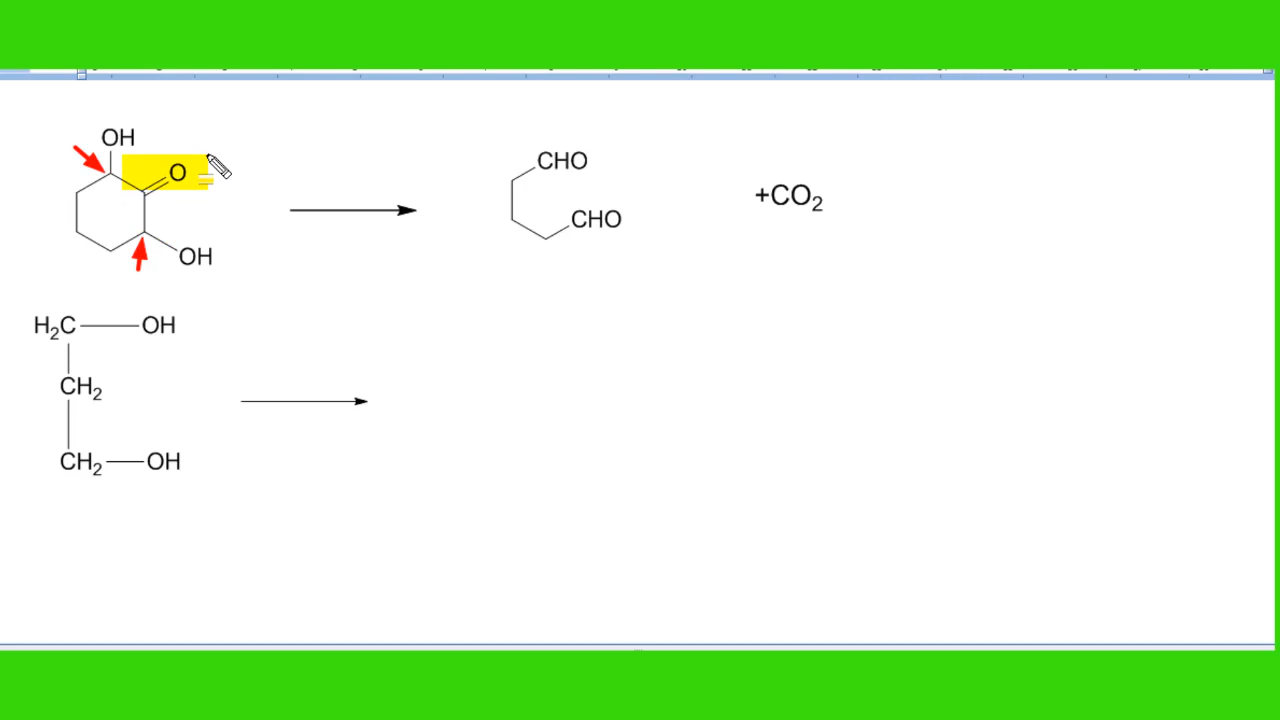 OH
O
OH
CHO
CHO
+CO₂
H₂C OH
CH₂
CH₂ OH